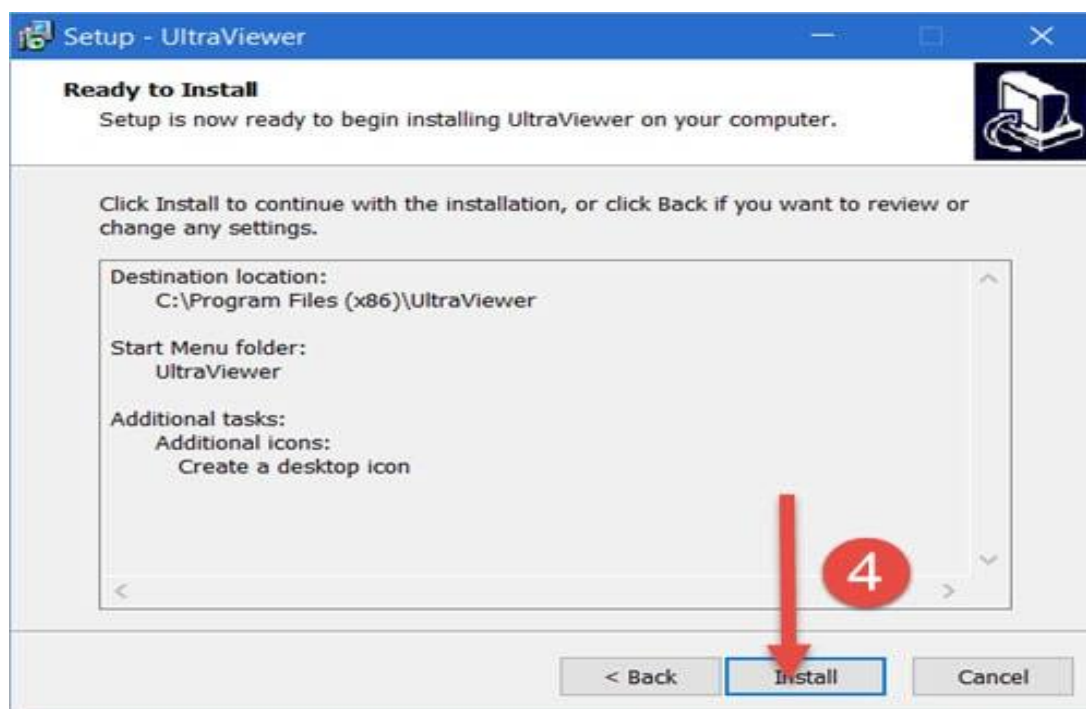 Setup - UltraViewer
Ready to Install
Setup is now ready to begin installing UltraViewer on your computer.
Click Install to continue with the installation, or click Back if you want to review or
change any settings.
Destination location:
C:\Program Files (x86)\UltraViewer
Start Menu folder:
UltraViewer
Additional tasks:
Additional icons:
Create a desktop icon
4
< Back Install Cancel